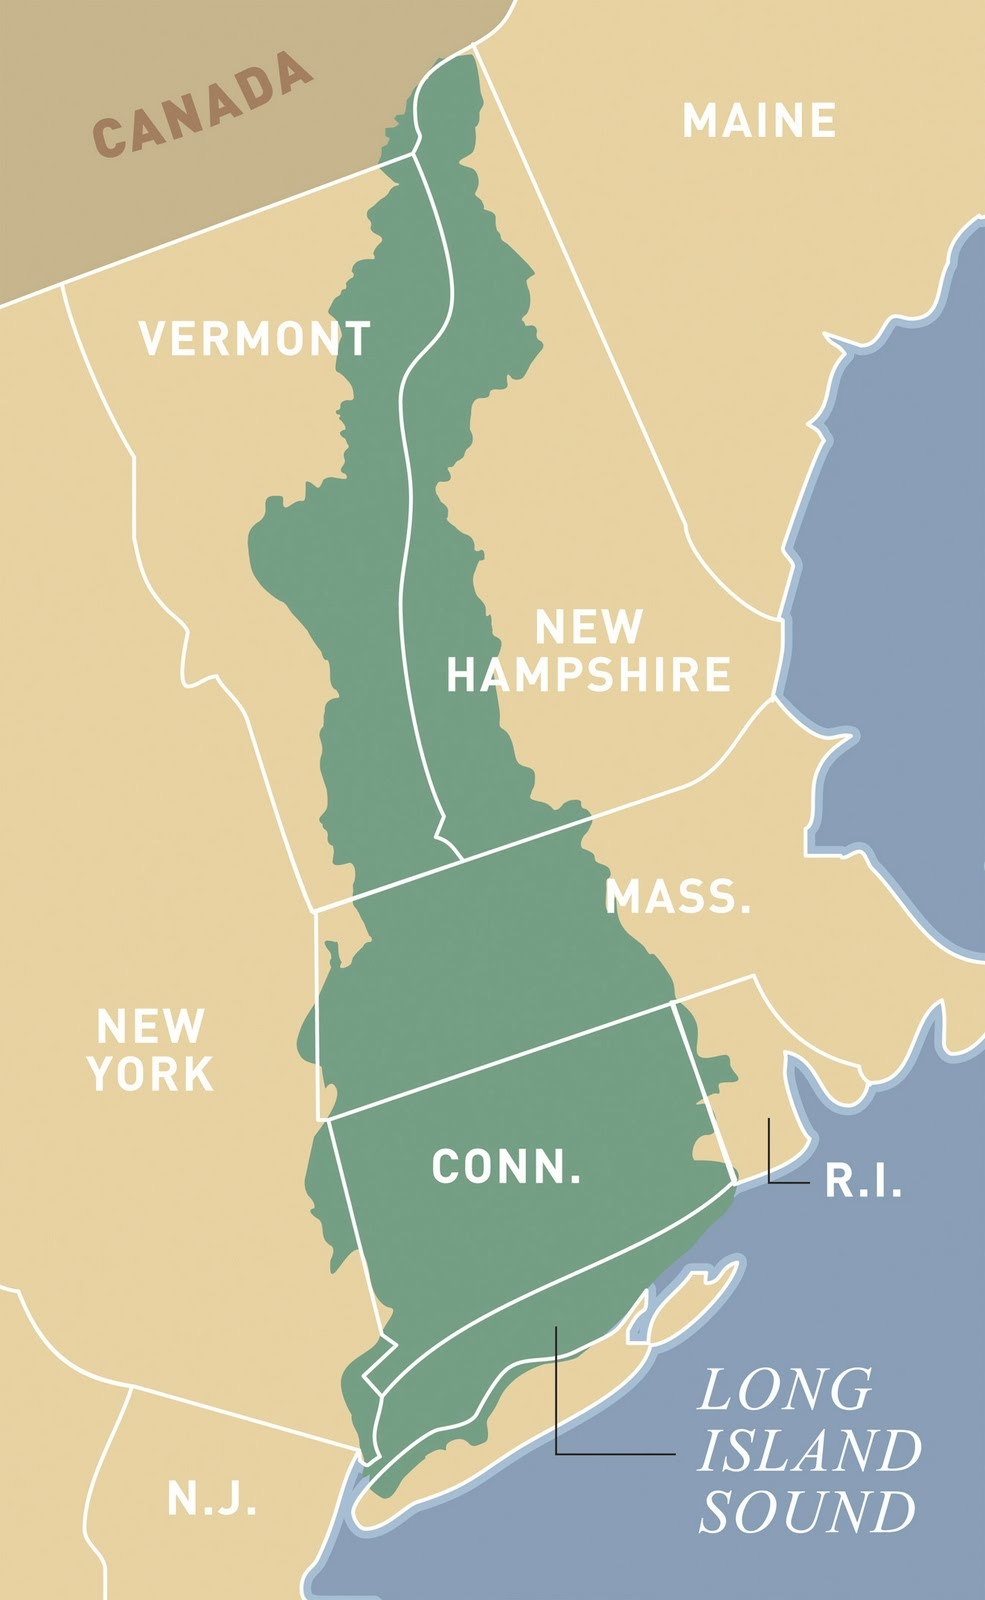 CANADA
MAINE
VERMONT
NEW
HAMPSHIRE
MASS.
NEW
YORK
CONN.
R.I.
LONG
ISLAND
SOUND
N.J.